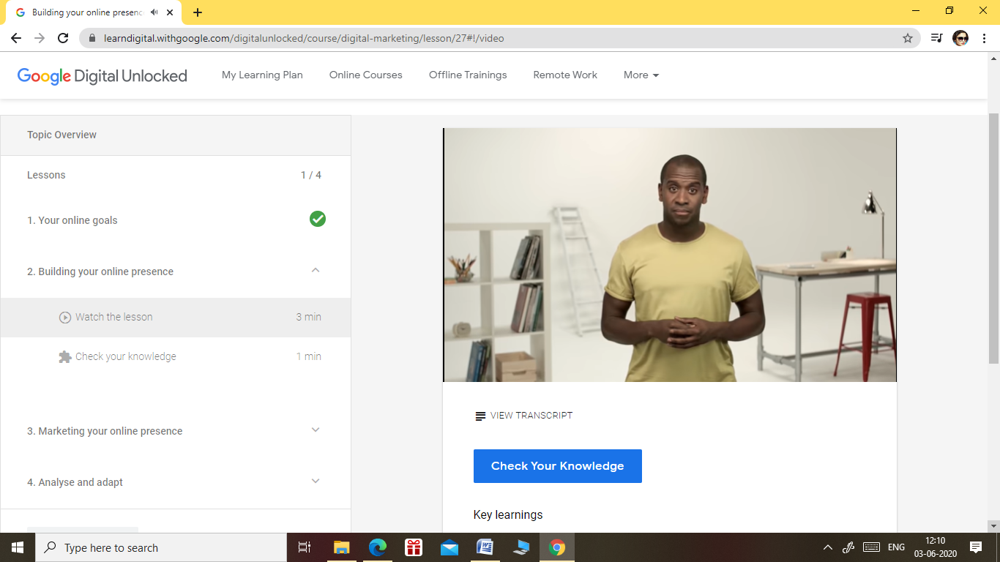 Building your online presenc
learndigital.withgoogle.com/digitalunlocked/course/digital-marketing/lesson/27#!/video
Google Digital Unlocked
My Learning Plan
Online Courses
Offline Trainings
Remote Work
More
Topic Overview
Lessons 1 / 4
1. Your online goals
2. Building your online presence
Watch the lesson 3 min
Check your knowledge 1 min
3. Marketing your online presence
4. Analyse and adapt
VIEW TRANSCRIPT
Check Your Knowledge
Key learnings
Type here to search
ENG
12:10
03-06-2020